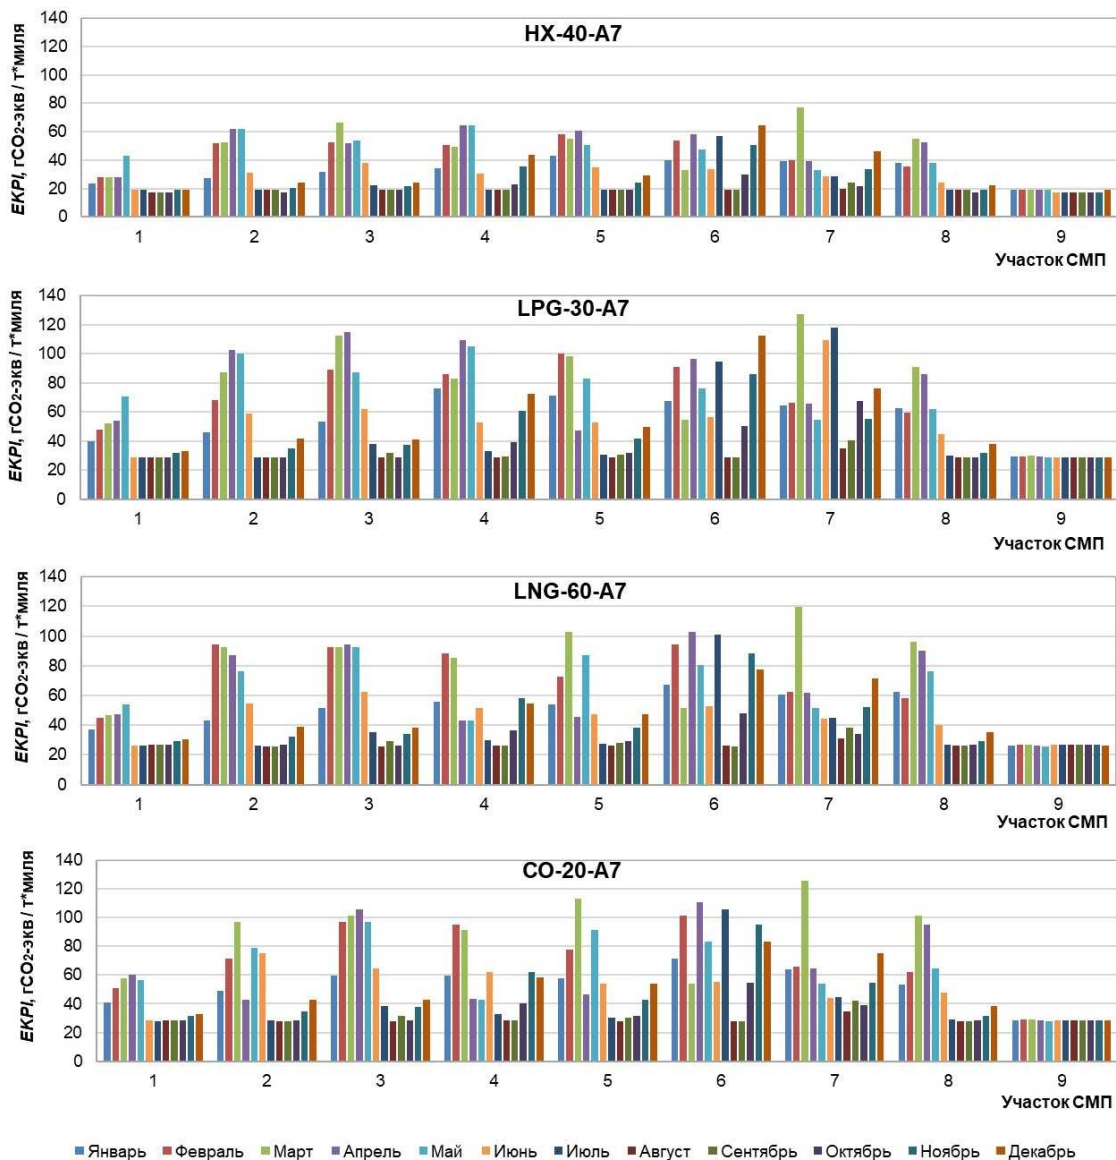 HX-40-A7
EKPI, гCO2-экв / т*миля
140
120
100
80
60
40
20
0
1 2 3 4 5 6 7 8 9
Участок СМП
LPG-30-A7
EKPI, гCO2-экв / т*миля
140
120
100
80
60
40
20
0
1 2 3 4 5 6 7 8 9
Участок СМП
LNG-60-A7
EKPI, гCO2-экв / т*миля
140
120
100
80
60
40
20
0
1 2 3 4 5 6 7 8 9
Участок СМП
CO-20-A7
EKPI, гCO2-экв / т*миля
140
120
100
80
60
40
20
0
1 2 3 4 5 6 7 8 9
Участок СМП
Январь Февраль Март Апрель Май Июнь Июль Август Сентябрь Октябрь Ноябрь Декабрь